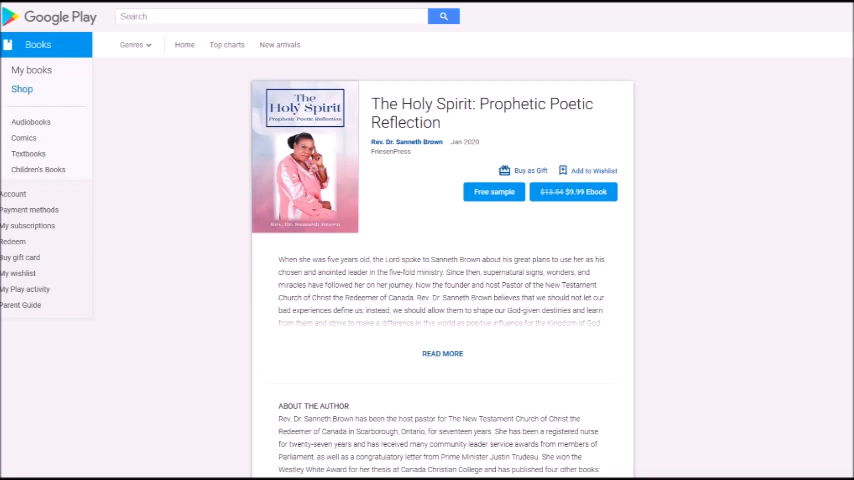 Google Play
Search
Books
Genres
Home
Top charts
New arrivals
My books
Shop
Audiobooks
Comics
Textbooks
Children's Books
Account
Payment methods
My subscriptions
Redeem
Buy gift card
My wishlist
My Play activity
Parent Guide
The
Holy Spirit
Prophetic Poetic Reflection
Rev. Dr. Sanneth Brown
The Holy Spirit: Prophetic Poetic
Reflection
Rev. Dr. Sanneth Brown Jan 2020
FriesenPress
Buy as Gift
Add to Wishlist
Free sample
$13.54 $9.99 Ebook
When she was five years old, the Lord spoke to Sanneth Brown about his great plans to use her as his
chosen and anointed leader in the five-fold ministry. Since then, supernatural signs, wonders, and
miracles have followed her on her journey. Now the founder and host Pastor of the New Testament
Church of Christ the Redeemer of Canada. Rev. Dr. Sanneth Brown believes that we should not let our
bad experiences define us; instead, we should allow them to shape our God-given destinies and learn
from them and strive to make a difference in this world as positive influence for the Kingdom of God
READ MORE
ABOUT THE AUTHOR
Rev. Dr. Sanneth Brown has been the host pastor for The New Testament Church of Christ the
Redeemer of Canada in Scarborough, Ontario, for seventeen years. She has been a registered nurse
for twenty-seven years and has received many community leader service awards from members of
Parliament, as well as a congratulatory letter from Prime Minister Justin Trudeau. She won the
Westley White Award for her thesis at Canada Christian College and has published four other books: